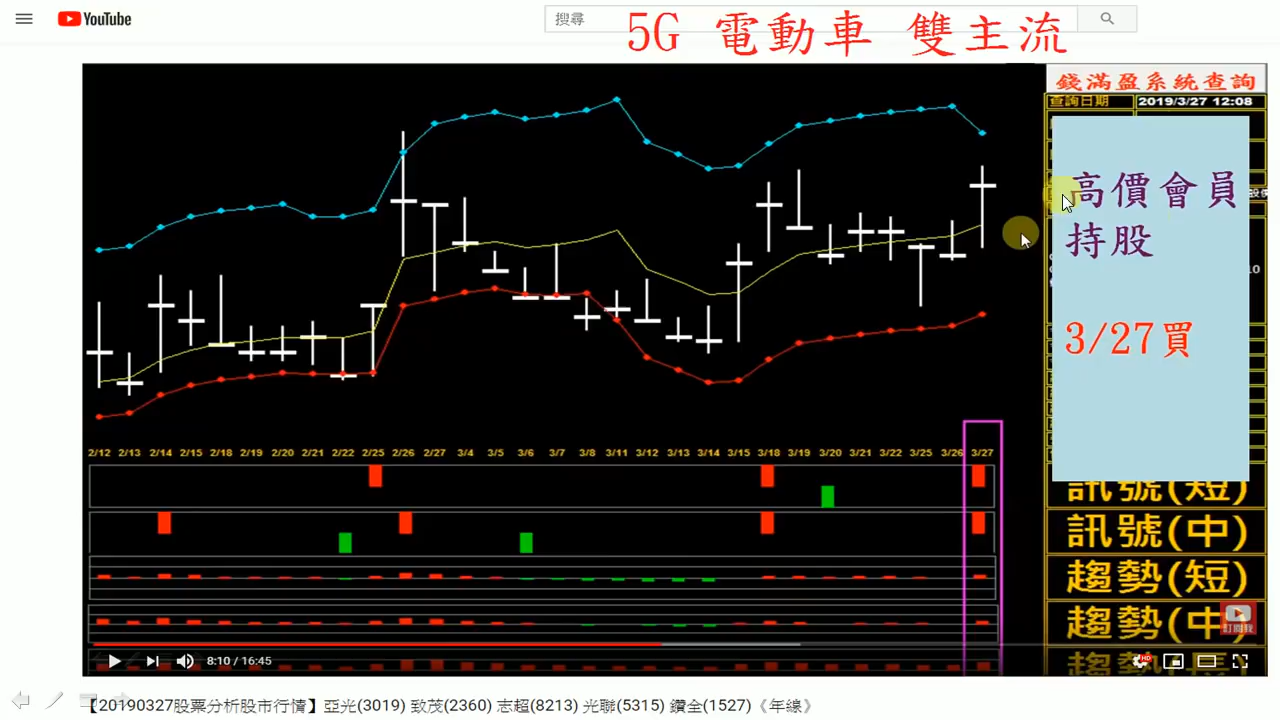 YouTube
搜尋
5G 電動車 雙主流
錢滿盈系統查詢
查詢日期 2019/3/27 12:08
高價會員
持股
3/27買
2/12 2/13 2/14 2/15 2/18 2/19 2/20 2/21 2/22 2/25 2/26 2/27 3/4 3/5 3/6 3/7 3/8 3/11 3/12 3/13 3/14 3/15 3/18 3/19 3/20 3/21 3/22 3/25 3/26 3/27
訊號(短)
訊號(中)
趨勢(短)
趨勢(中)
訂閱我
趨勢(長)
8:10 / 16:45
HD
【20190327股票分析股市行情】亞光(3019) 致茂(2360) 志超(8213) 光聯(5315) 鑽全(1527)《年線》